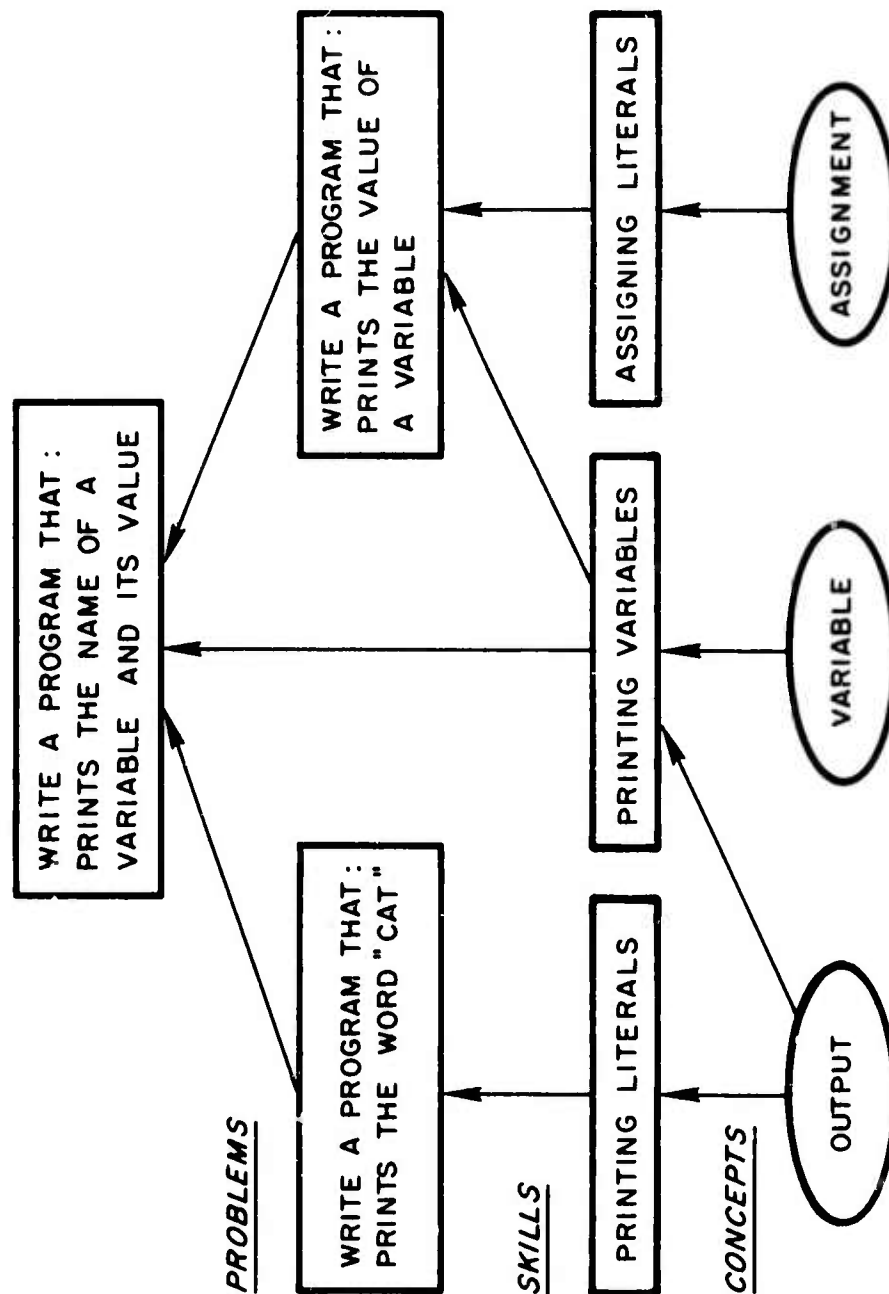 WRITE A PROGRAM THAT:
PRINTS THE NAME OF A
VARIABLE AND ITS VALUE
PROBLEMS
WRITE A PROGRAM THAT:
PRINTS THE WORD "CAT"
WRITE A PROGRAM THAT:
PRINTS THE VALUE OF
A VARIABLE
SKILLS
PRINTING LITERALS
PRINTING VARIABLES
ASSIGNING LITERALS
CONCEPTS
OUTPUT
VARIABLE
ASSIGNMENT